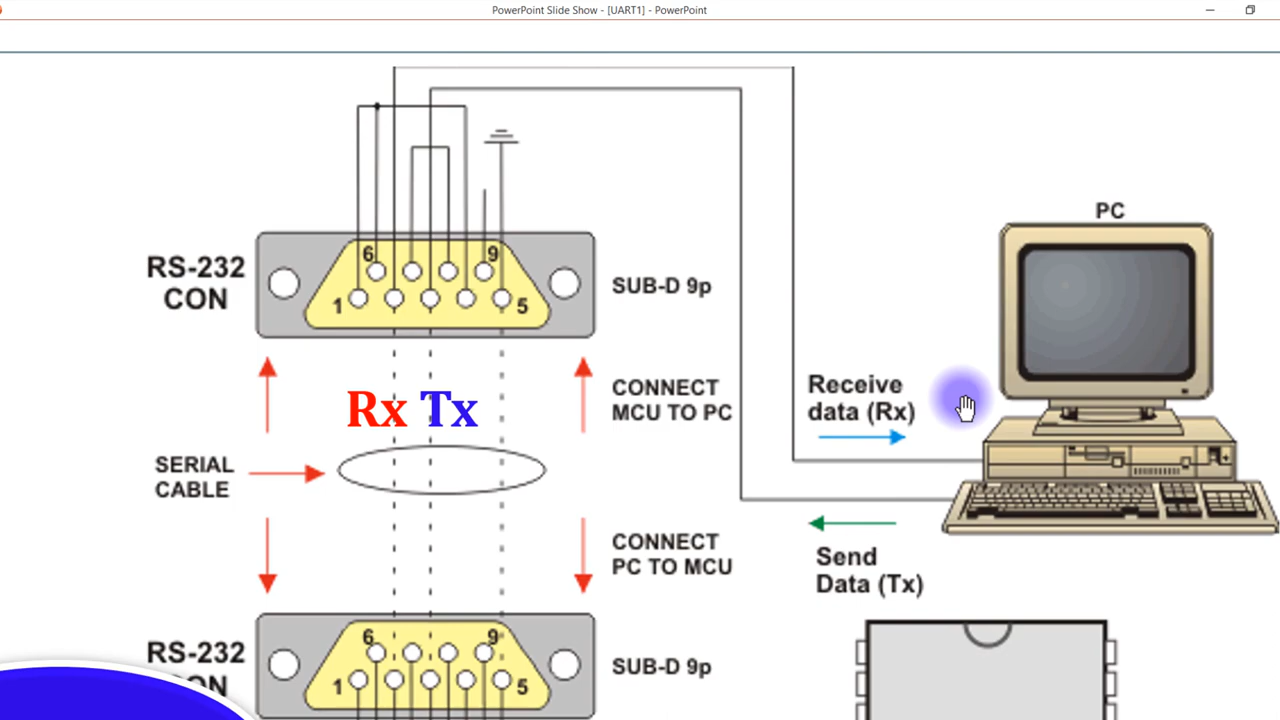 PowerPoint Slide Show - [UART1] - PowerPoint
PC
RS-232
CON
6
9
1
5
SUB-D 9p
Rx Tx
CONNECT
MCU TO PC
Receive
data (Rx)
SERIAL
CABLE
CONNECT
PC TO MCU
Send
Data (Tx)
RS-232
6
9
1
5
SUB-D 9p